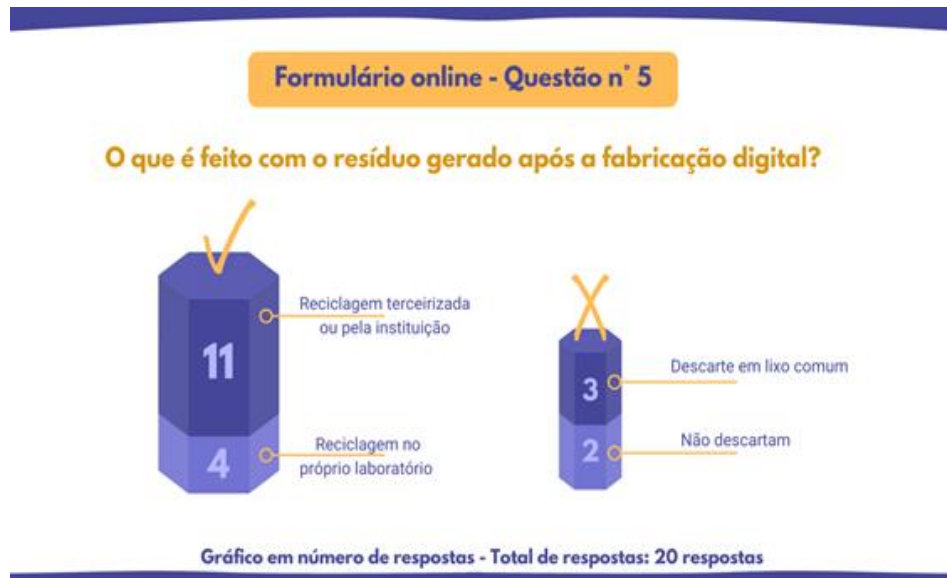 Formulário online - Questão n° 5
O que é feito com o resíduo gerado após a fabricação digital?
11
Reciclagem terceirizada
ou pela instituição
4
Reciclagem no
próprio laboratório
3
Descarte em lixo comum
2
Não descartam
Gráfico em número de respostas - Total de respostas: 20 respostas